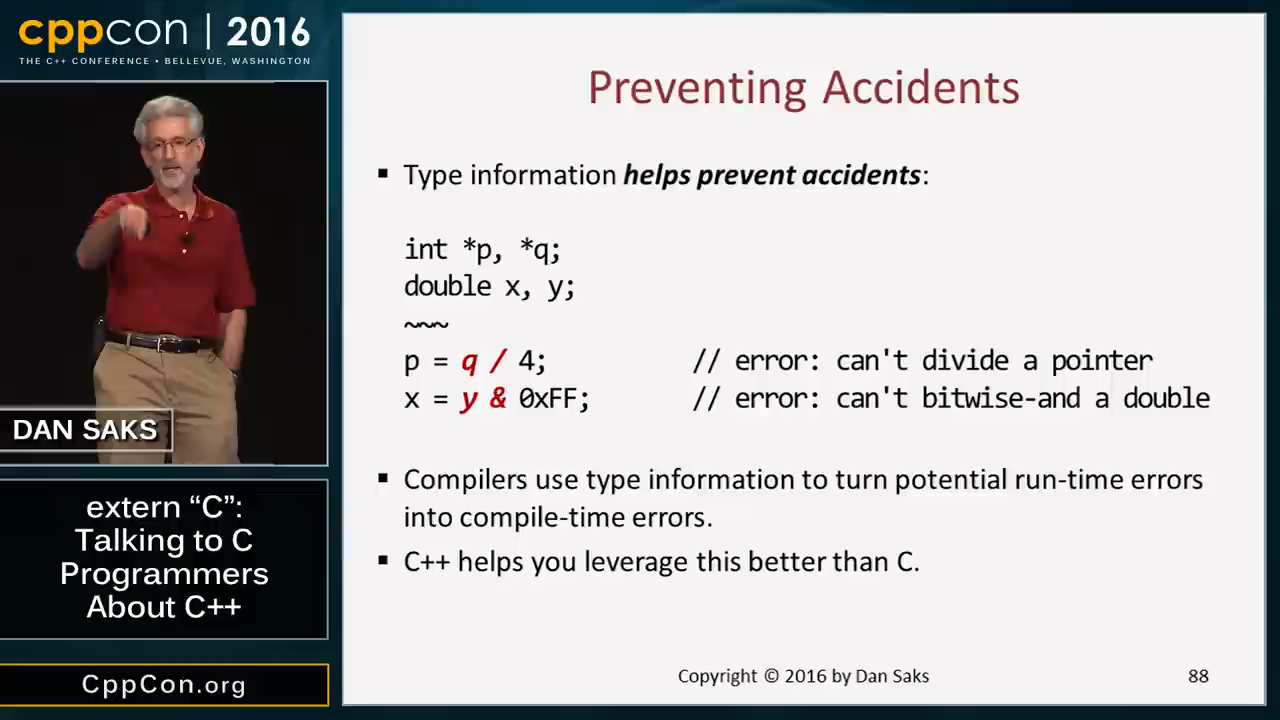 cppcon | 2016
THE C++ CONFERENCE • BELLEVUE, WASHINGTON
DAN SAKS
extern “C”:
Talking to C
Programmers
About C++
CppCon.org
Preventing Accidents
▪ Type information helps prevent accidents:
int *p, *q;
double x, y;
~~~
p = q / 4; // error: can't divide a pointer
x = y & 0xFF; // error: can't bitwise-and a double
▪ Compilers use type information to turn potential run-time errors
into compile-time errors.
▪ C++ helps you leverage this better than C.
Copyright © 2016 by Dan Saks
88